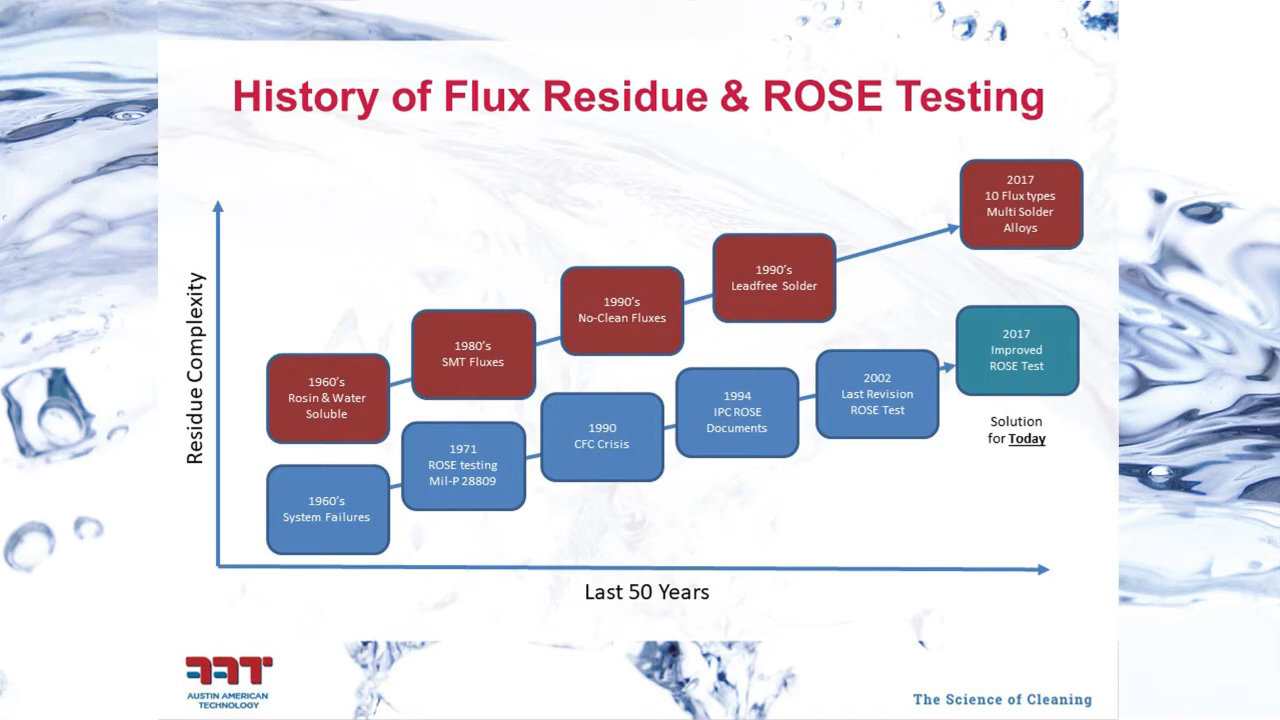 History of Flux Residue & ROSE Testing
2017
10 Flux types
Multi Solder
Alloys
1990's
Leadfree Solder
1990's
No-Clean Fluxes
1980's
SMT Fluxes
1960's
Rosin & Water
Soluble
2017
Improved
ROSE Test
2002
Last Revision
ROSE Test
1994
IPC ROSE
Documents
1990
CFC Crisis
1971
ROSE testing
Mil-P 28809
1960's
System Failures
Solution
for Today
Residue Complexity
Last 50 Years
AAT
AUSTIN AMERICAN
TECHNOLOGY
The Science of Cleaning